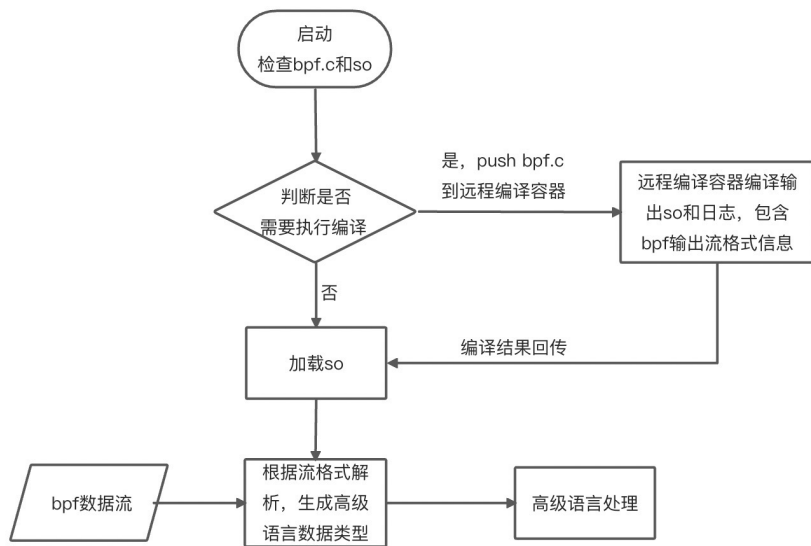 启动
检查bpf.c和so
判断是否
需要执行编译
是，push bpf.c
到远程编译容器
远程编译容器编译输
出so和日志，包含
bpf输出流格式信息
否
加载so
编译结果回传
bpf数据流
根据流格式解
析，生成高级
语言数据类型
高级语言处理